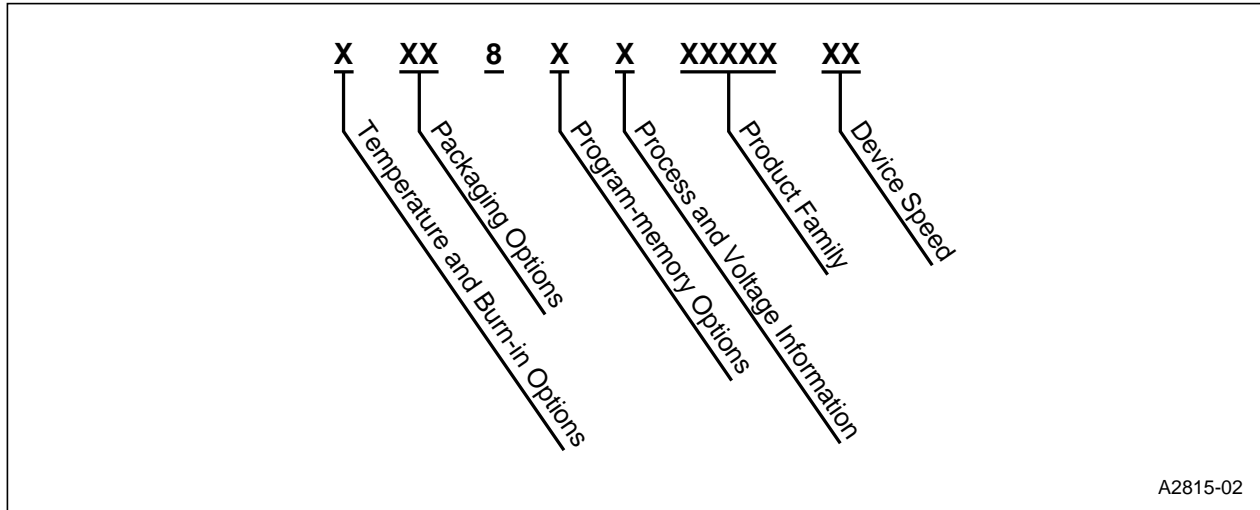 X XX 8 X X XXXXX XX
Temperature and Burn-in Options
Packaging Options
Program-memory Options
Process and Voltage Information
Product Family
Device Speed
A2815-02